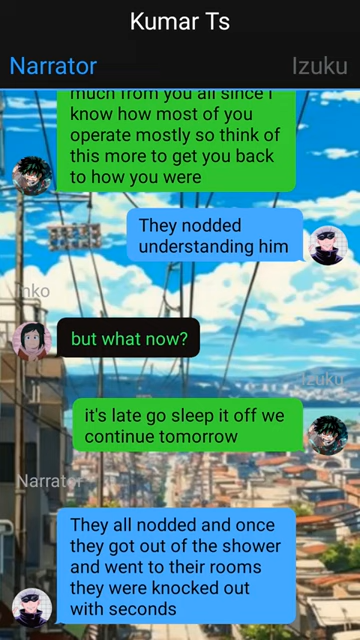 Kumar Ts
Narrator
Izuku
much from you all since I
know how most of you
operate mostly so think of
this more to get you back
to how you were
They nodded
understanding him
Inko
but what now?
Izuku
it's late go sleep it off we
continue tomorrow
Narrator
They all nodded and once
they got out of the shower
and went to their rooms
they were knocked out
with seconds